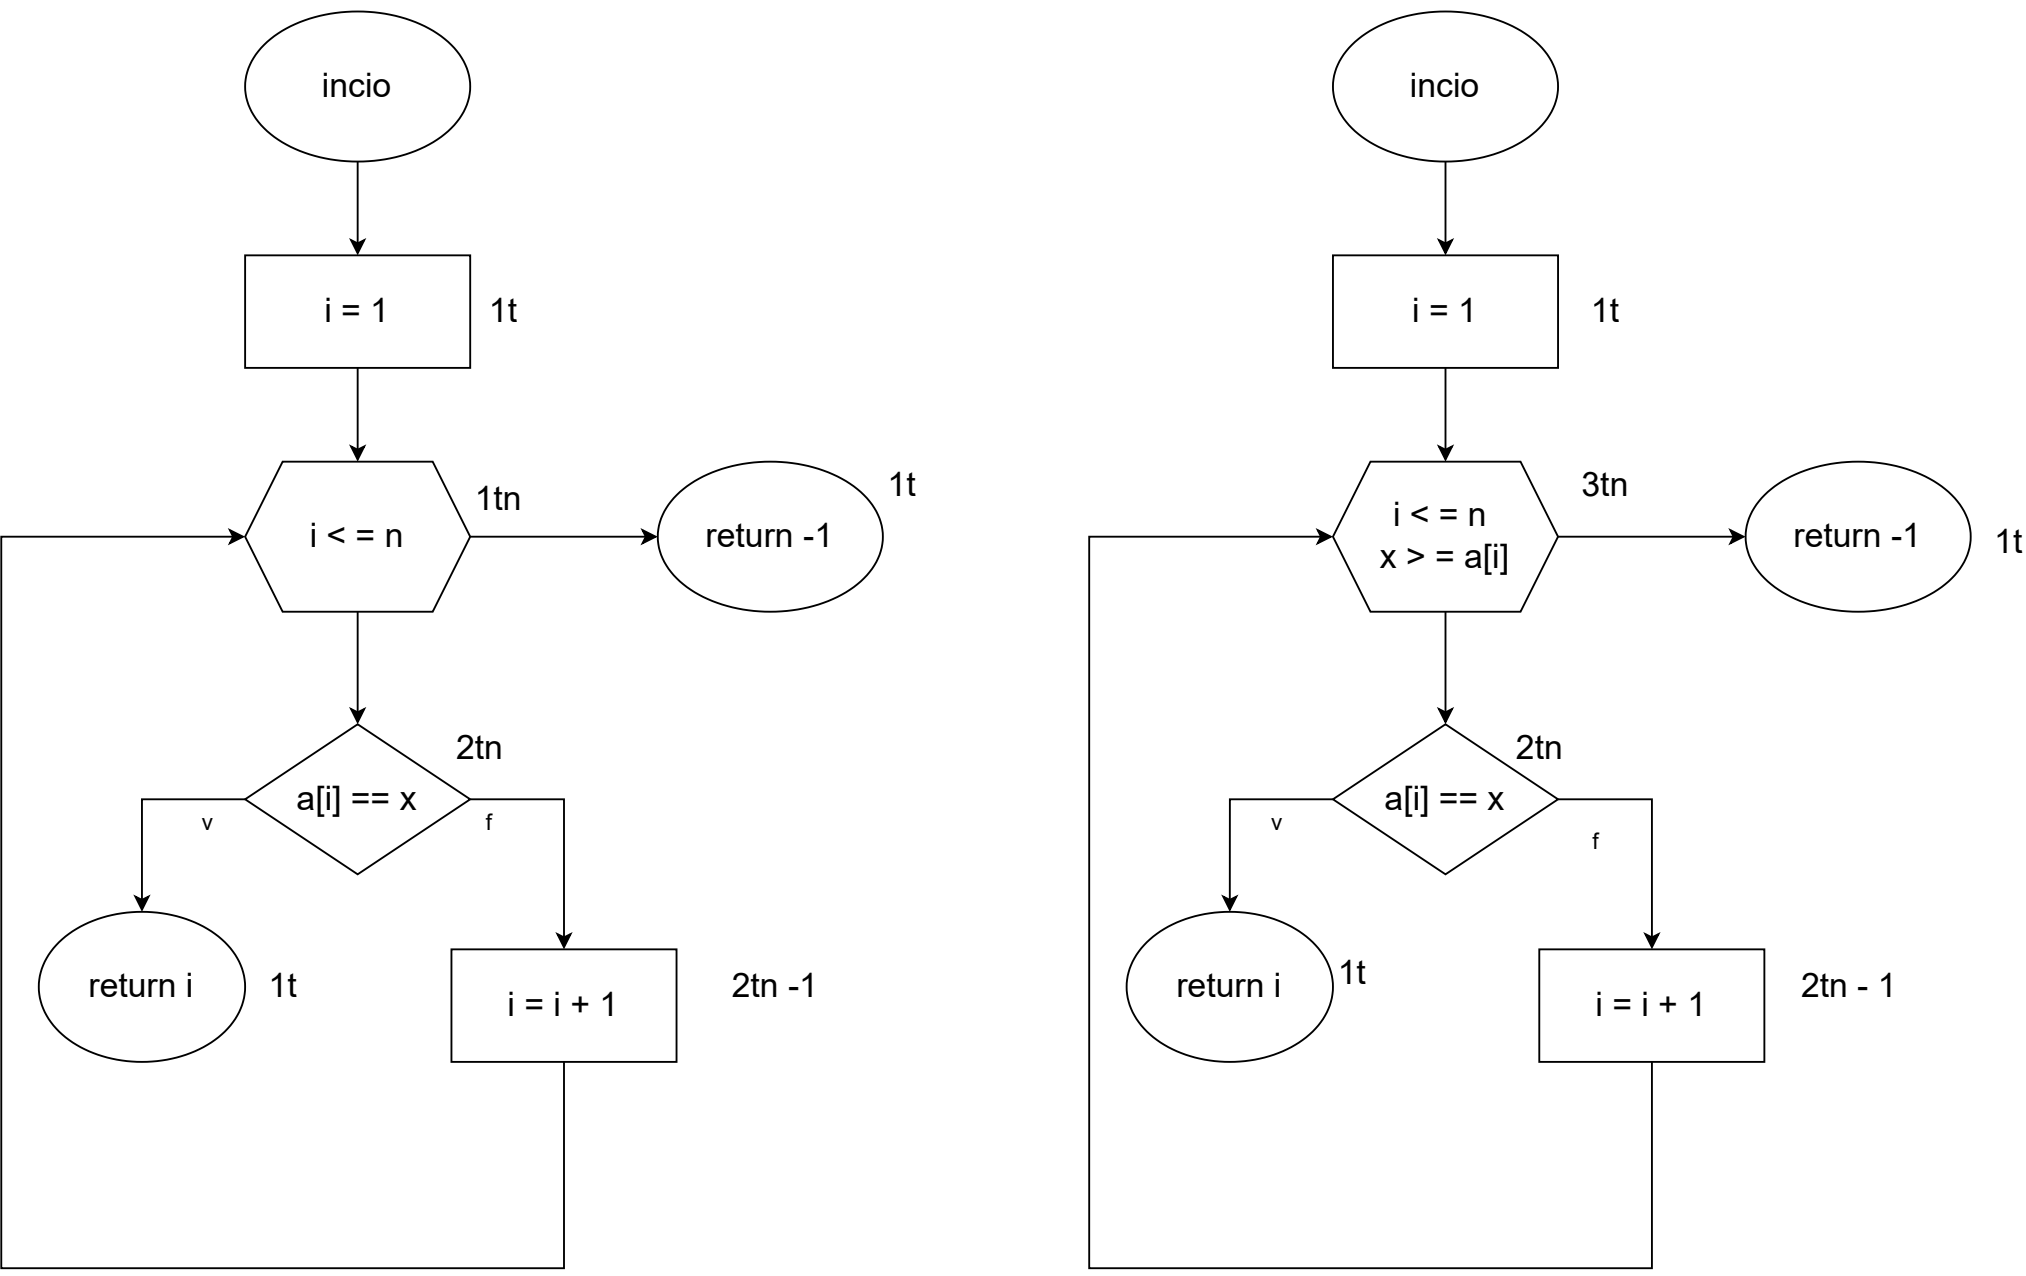 incio
i = 1
1t
i < = n
1tn
return -1
1t
a[i] == x
2tn
v
f
return i
1t
i = i + 1
2tn -1
incio
i = 1
1t
i < = n
x > = a[i]
3tn
return -1
1t
a[i] == x
2tn
v
f
return i
1t
i = i + 1
2tn - 1